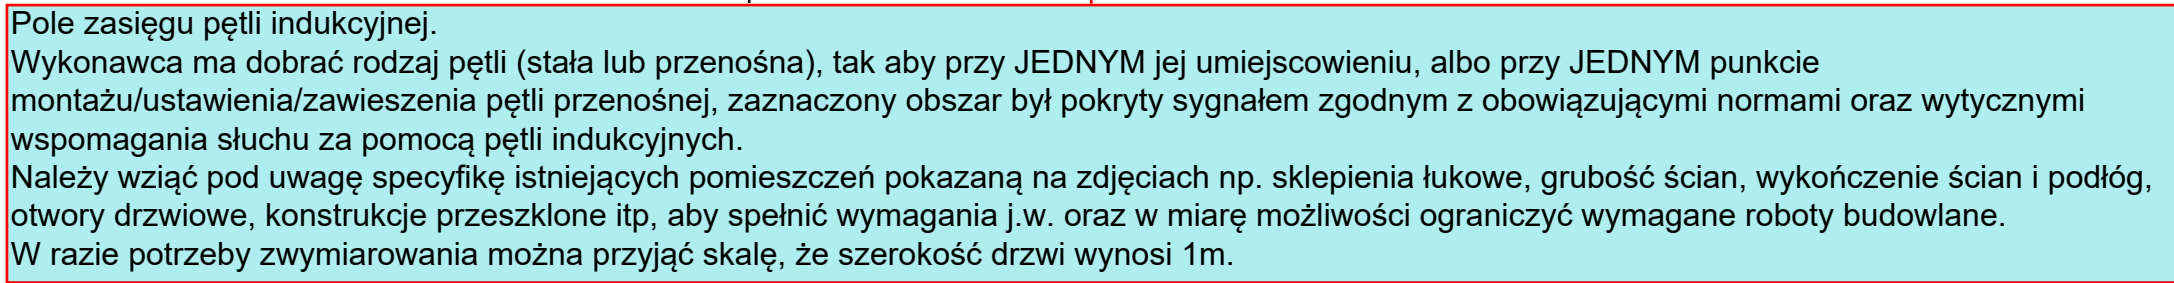 Pole zasięgu pętli indukcyjnej.
Wykonawca ma dobrać rodzaj pętli (stała lub przenośna), tak aby przy JEDNYM jej umiejscowieniu, albo przy JEDNYM punkcie
montażu/ustawienia/zawieszenia pętli przenośnej, zaznaczony obszar był pokryty sygnałem zgodnym z obowiązującymi normami oraz wytycznymi
wspomagania słuchu za pomocą pętli indukcyjnych.
Należy wziąć pod uwagę specyfikę istniejących pomieszczeń pokazaną na zdjęciach np. sklepienia łukowe, grubość ścian, wykończenie ścian i podłóg,
otwory drzwiowe, konstrukcje przeszklone itp, aby spełnić wymagania j.w. oraz w miarę możliwości ograniczyć wymagane roboty budowlane.
W razie potrzeby zwymiarowania można przyjąć skalę, że szerokość drzwi wynosi 1m.